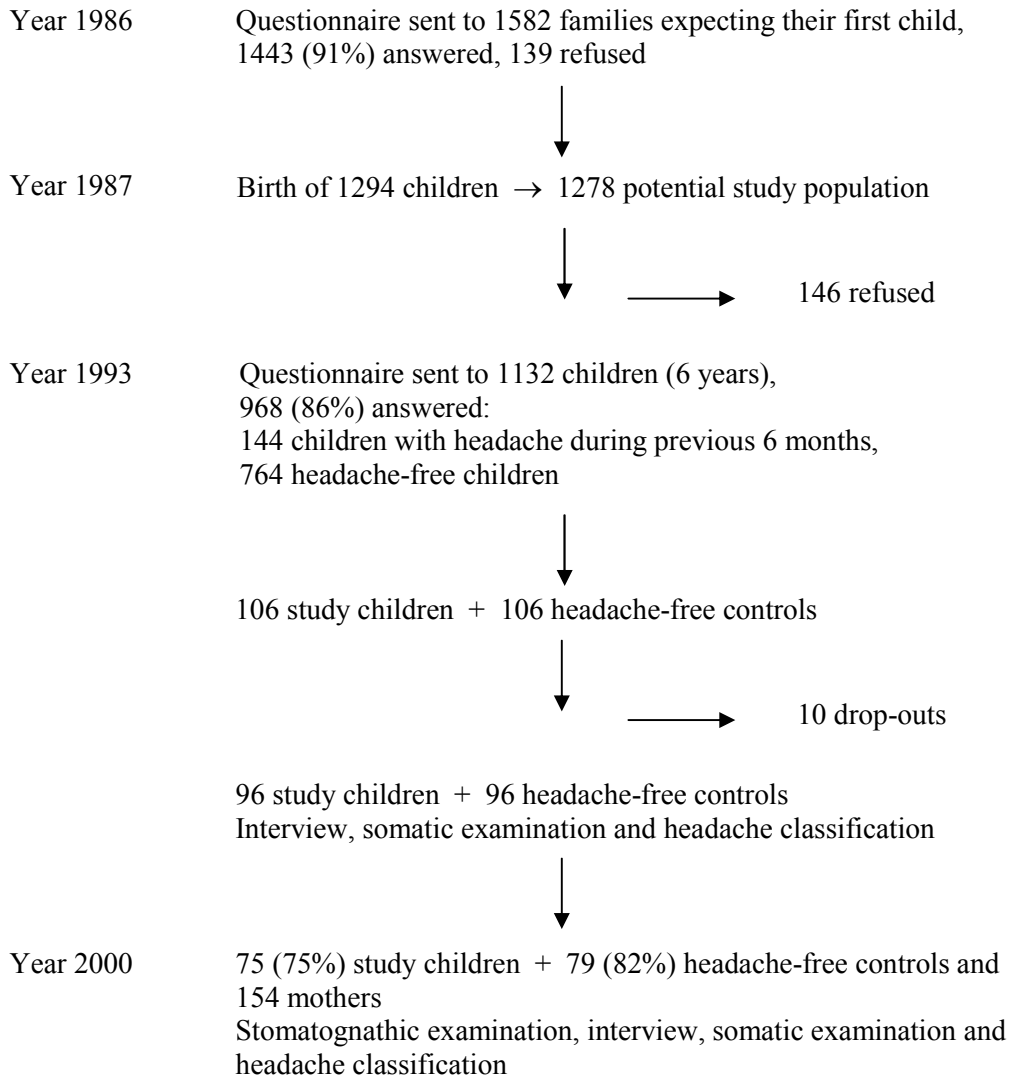 Year 1986 Questionnaire sent to 1582 families expecting their first child,
1443 (91%) answered, 139 refused
Year 1987 Birth of 1294 children → 1278 potential study population
146 refused
Year 1993 Questionnaire sent to 1132 children (6 years),
968 (86%) answered:
144 children with headache during previous 6 months,
764 headache-free children
106 study children + 106 headache-free controls
10 drop-outs
96 study children + 96 headache-free controls
Interview, somatic examination and headache classification
Year 2000 75 (75%) study children + 79 (82%) headache-free controls and
154 mothers
Stomatognathic examination, interview, somatic examination and
headache classification